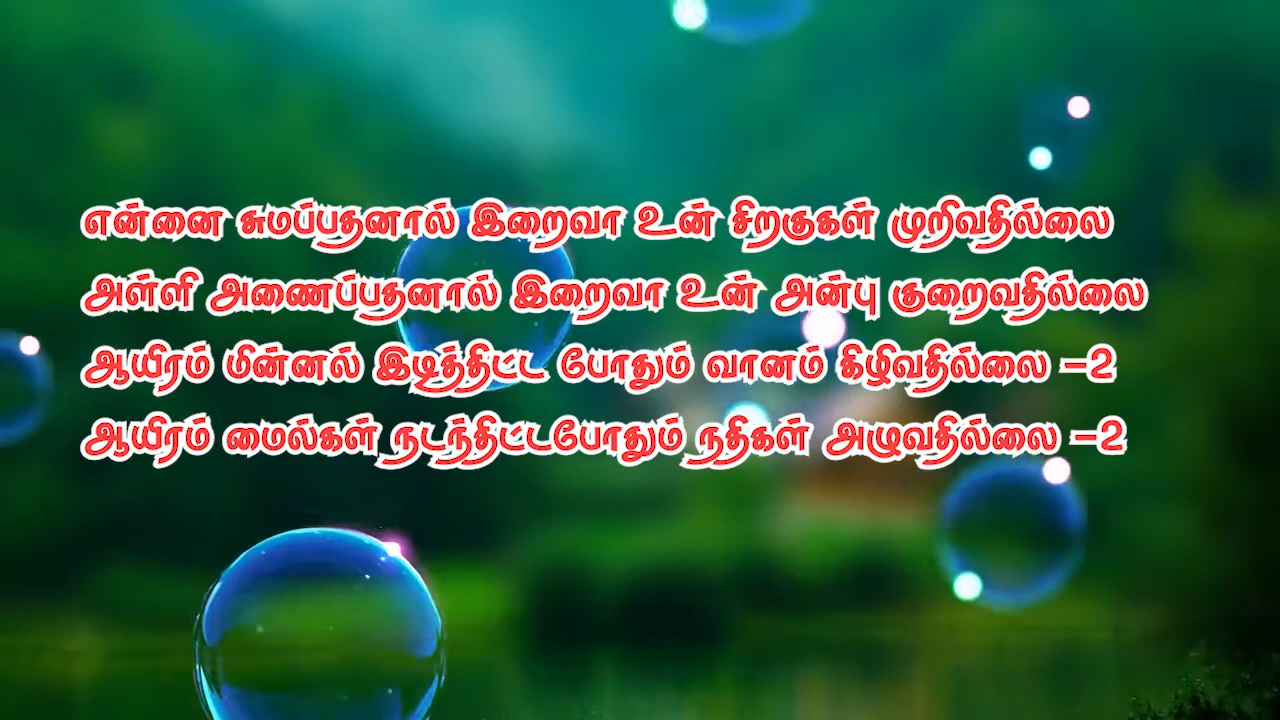 என்னை சுமப்பதனால் இறைவா உன் சிறகுகள் முறிவதில்லை
அள்ளி அணைப்பதனால் இறைவா உன் அன்பு குறைவதில்லை
ஆயிரம் மின்னல் இடித்திட்ட போதும் வானம் கிழிவதில்லை -2
ஆயிரம் மைல்கள் நடந்திட்டபோதும் நதிகள் அழுவதில்லை -2